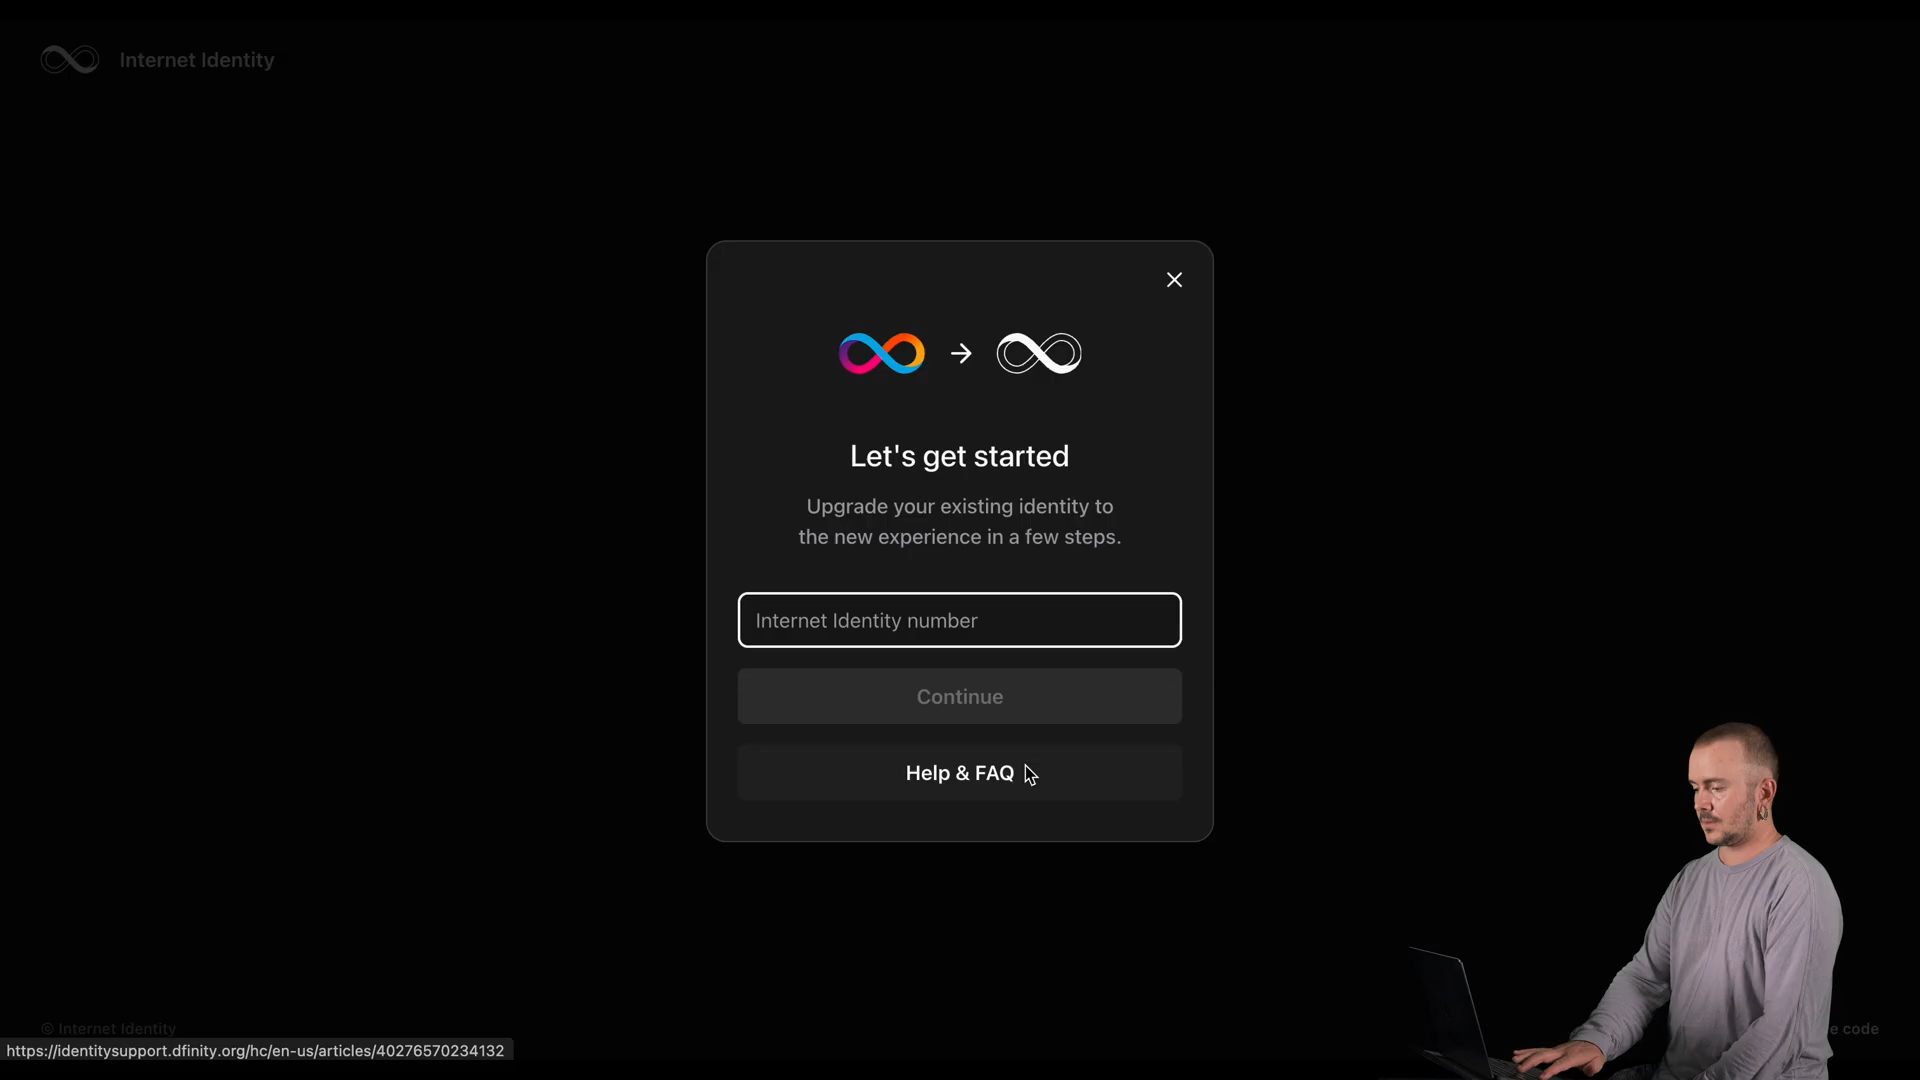 Internet Identity
Let's get started
Upgrade your existing identity to
the new experience in a few steps.
Internet Identity number
Continue
Help & FAQ
© Internet Identity
e code
https://identitysupport.dfinity.org/hc/en-us/articles/40276570234132